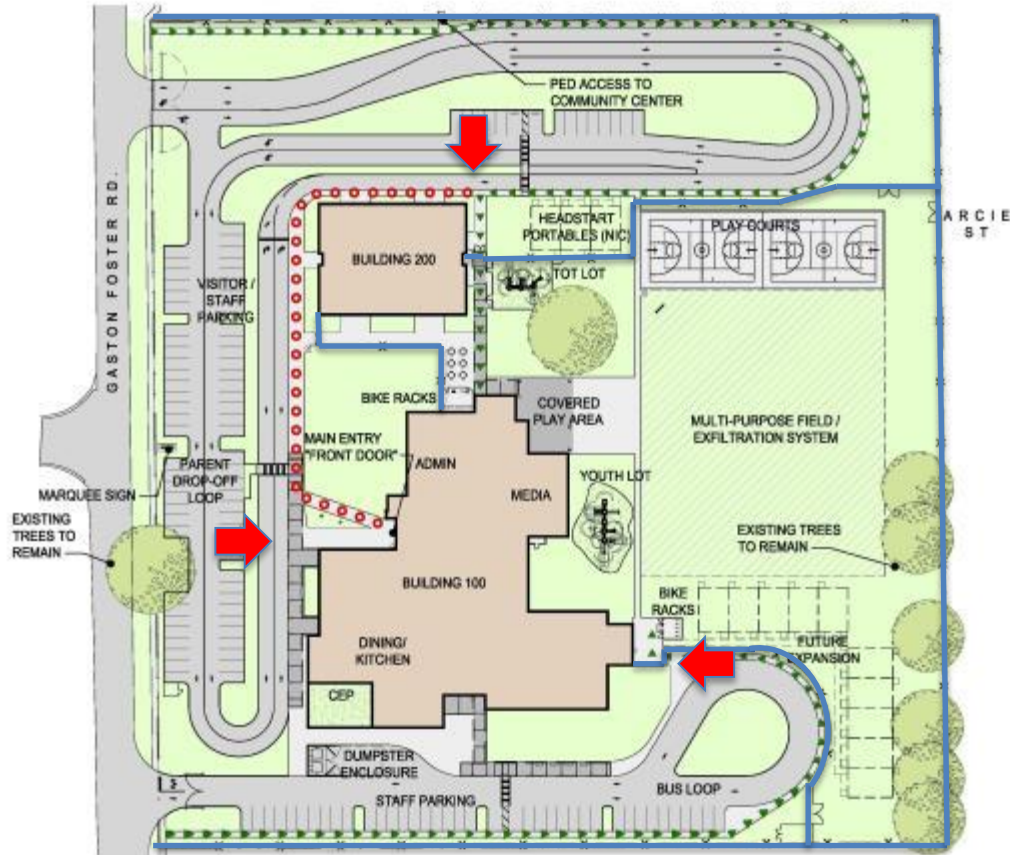 PED ACCESS TO
COMMUNITY CENTER
GASTON FOSTER RD.
HEADSTART
PORTABLES (NIC)
PLAY COURTS
ARCIE
ST
BUILDING 200
TOT LOT
VISITOR /
STAFF
PARKING
BIKE RACKS
COVERED
PLAY AREA
MULTI-PURPOSE FIELD /
EXFILTRATION SYSTEM
MAIN ENTRY
"FRONT DOOR"
ADMIN
PARENT
DROP-OFF
LOOP
MEDIA
YOUTH LOT
MARQUEE SIGN
EXISTING
TREES TO
REMAIN
EXISTING TREES
TO REMAIN
BUILDING 100
BIKE
RACKS
DINING/
KITCHEN
FUTURE
EXPANSION
CEP
DUMPSTER
ENCLOSURE
BUS LOOP
STAFF PARKING